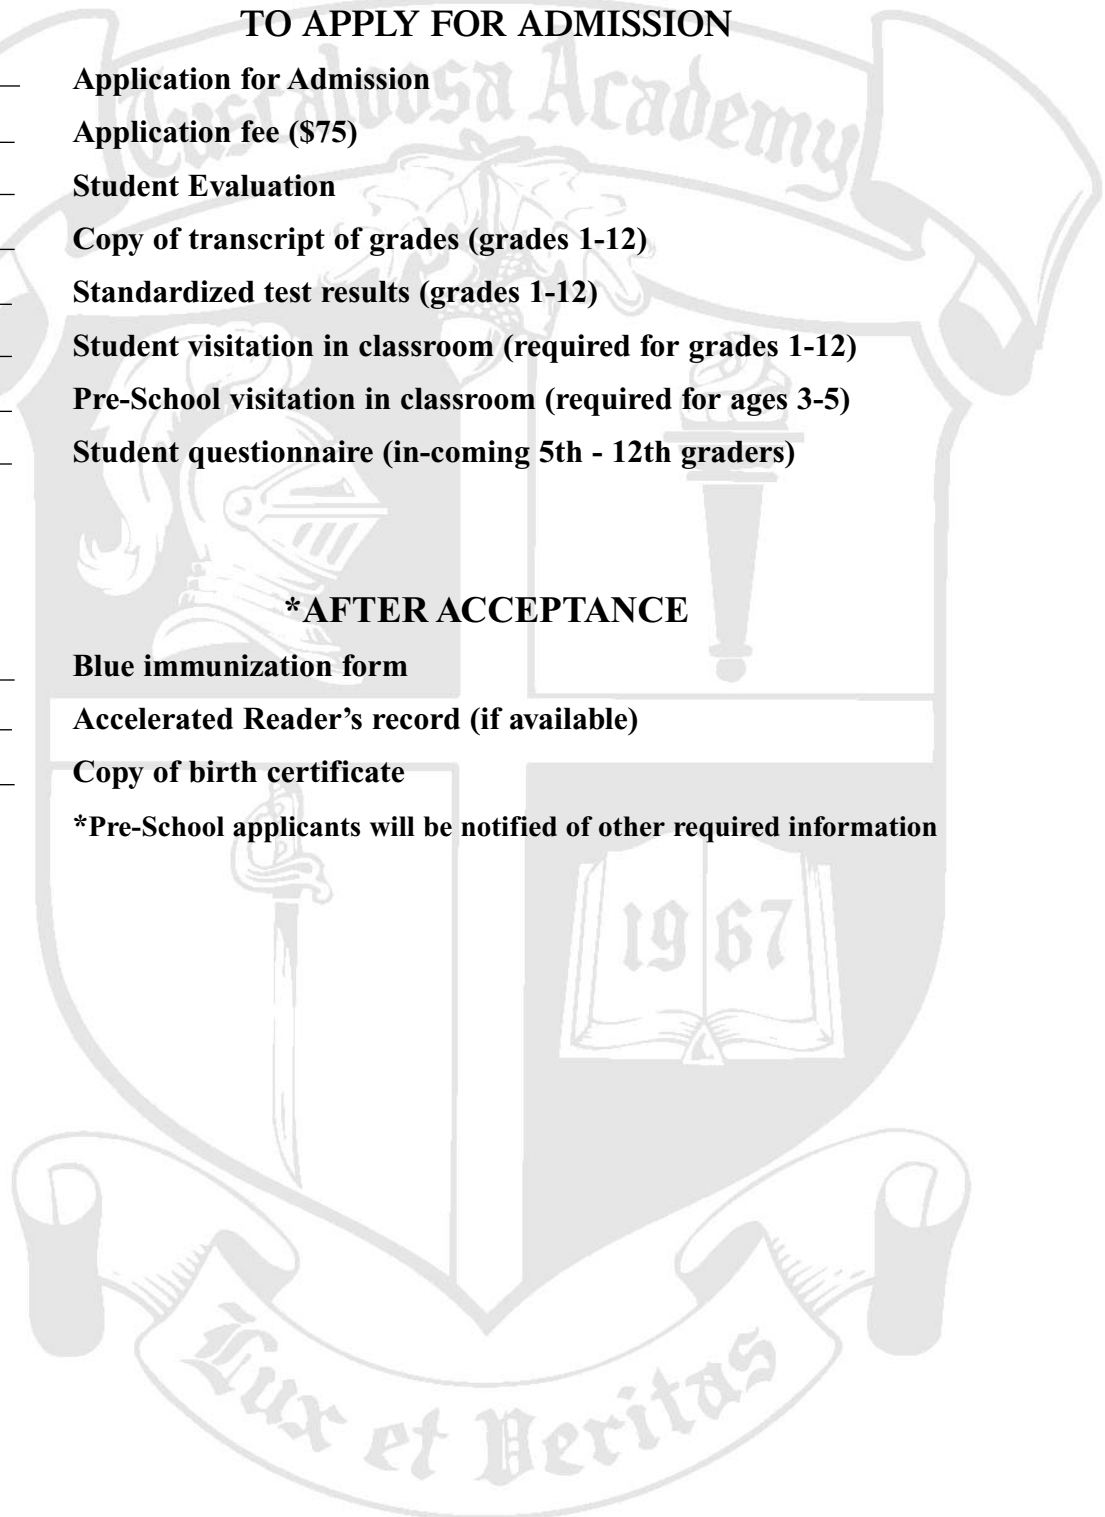 TO APPLY FOR ADMISSION
Tuscaloosa Academy
Application for Admission
Application fee ($75)
Student Evaluation
Copy of transcript of grades (grades 1-12)
Standardized test results (grades 1-12)
Student visitation in classroom (required for grades 1-12)
Pre-School visitation in classroom (required for ages 3-5)
Student questionnaire (in-coming 5th - 12th graders)
*AFTER ACCEPTANCE
Blue immunization form
Accelerated Reader’s record (if available)
Copy of birth certificate
*Pre-School applicants will be notified of other required information
1967
Lux et Veritas